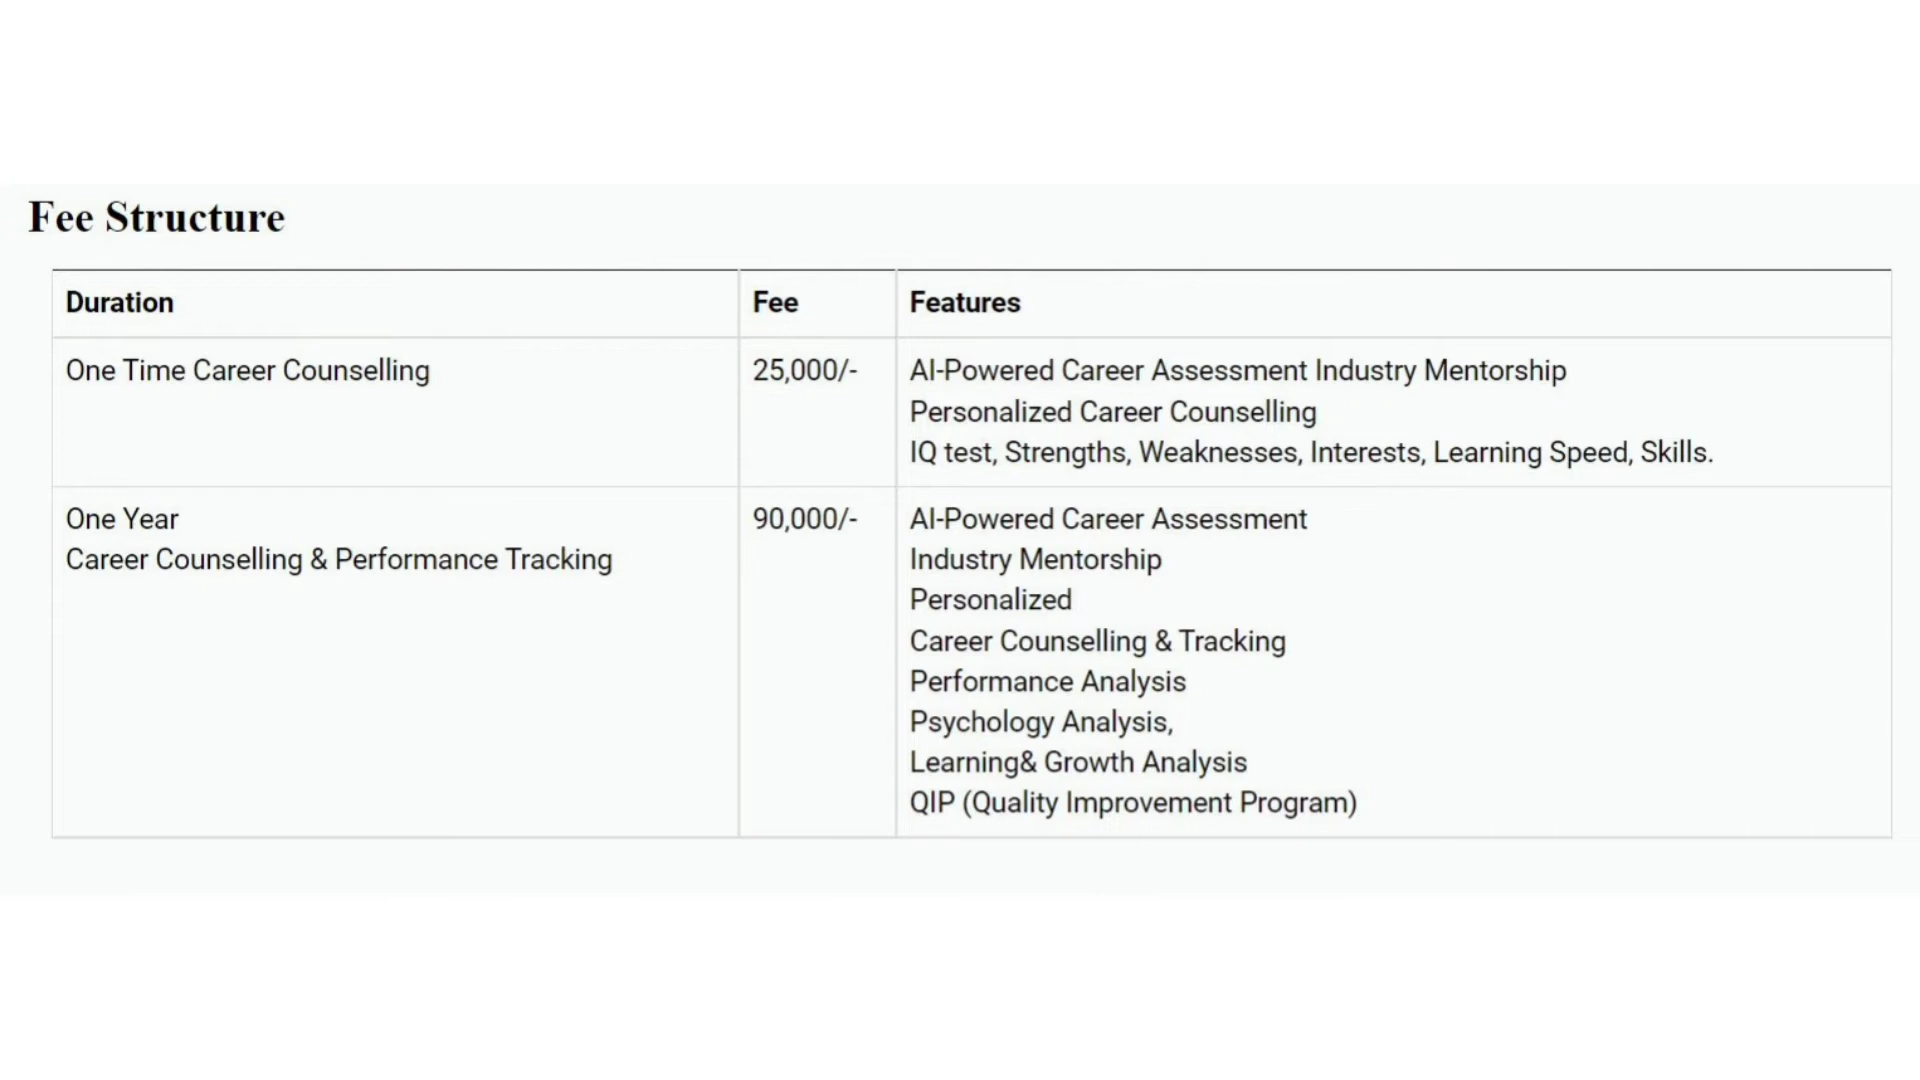 Fee Structure
Duration
Fee
Features
One Time Career Counselling
25,000/-
AI-Powered Career Assessment Industry Mentorship
Personalized Career Counselling
IQ test, Strengths, Weaknesses, Interests, Learning Speed, Skills.
One Year
Career Counselling & Performance Tracking
90,000/-
AI-Powered Career Assessment
Industry Mentorship
Personalized
Career Counselling & Tracking
Performance Analysis
Psychology Analysis,
Learning& Growth Analysis
QIP (Quality Improvement Program)